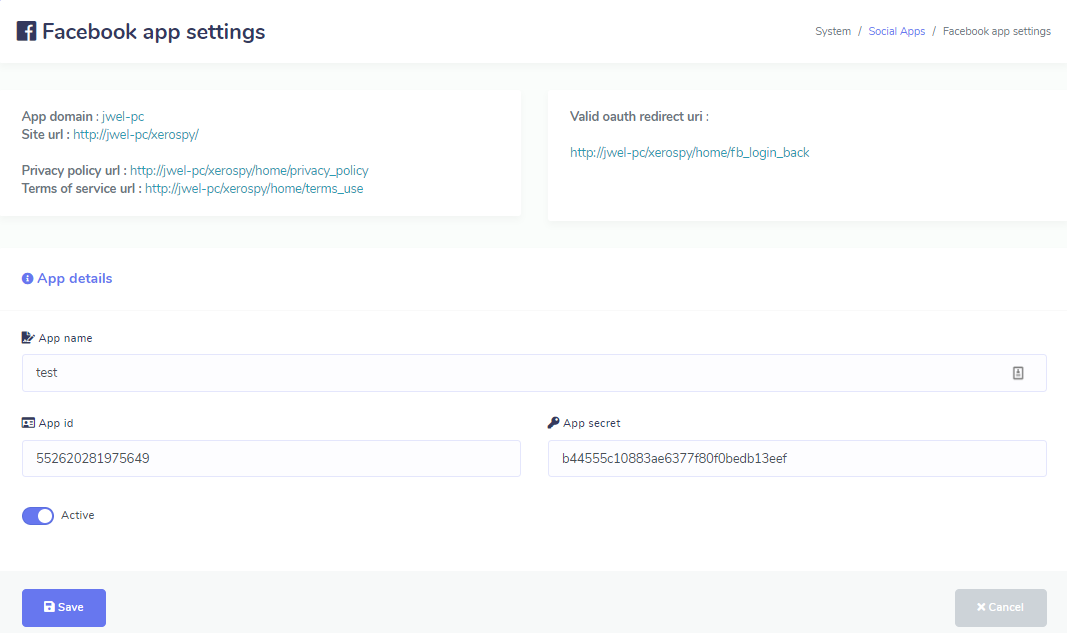 Facebook app settings
System / Social Apps / Facebook app settings
App domain : jwel-pc
Site url : http://jwel-pc/xerospy/
Privacy policy url : http://jwel-pc/xerospy/home/privacy_policy
Terms of service url : http://jwel-pc/xerospy/home/terms_use
Valid oauth redirect uri :
http://jwel-pc/xerospy/home/fb_login_back
App details
App name
test
App id
552620281975649
App secret
b44555c10883ae6377f80f0bedb13eef
Active
Save
Cancel